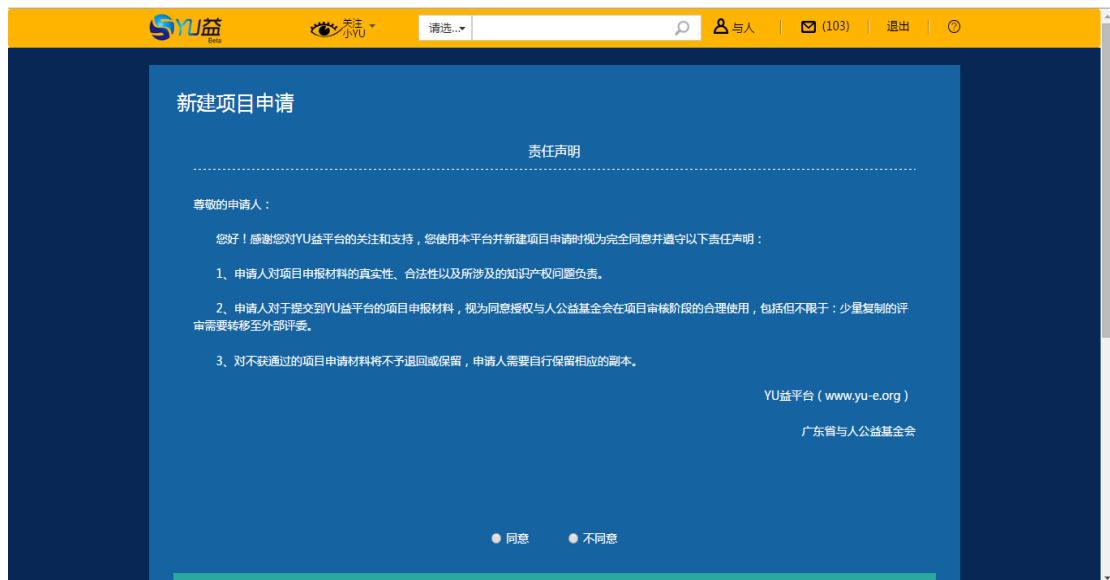 YU益
Beta
关注
小YU
请选...
与人
(103)
退出
新建项目申请
责任声明
尊敬的申请人：
您好！感谢您对YU益平台的关注和支持，您使用本平台并新建项目申请时视为完全同意并遵守以下责任声明：
1、申请人对项目申报材料的真实性、合法性以及所涉及的知识产权问题负责。
2、申请人对于提交到YU益平台的项目申报材料，视为同意授权与人公益基金会在项目审核阶段的合理使用，包括但不限于：少量复制的评
审需要转移至外部评委。
3、对不获通过的项目申请材料将不予退回或保留，申请人需要自行保留相应的副本。
YU益平台（www.yu-e.org）
广东省与人公益基金会
同意
不同意